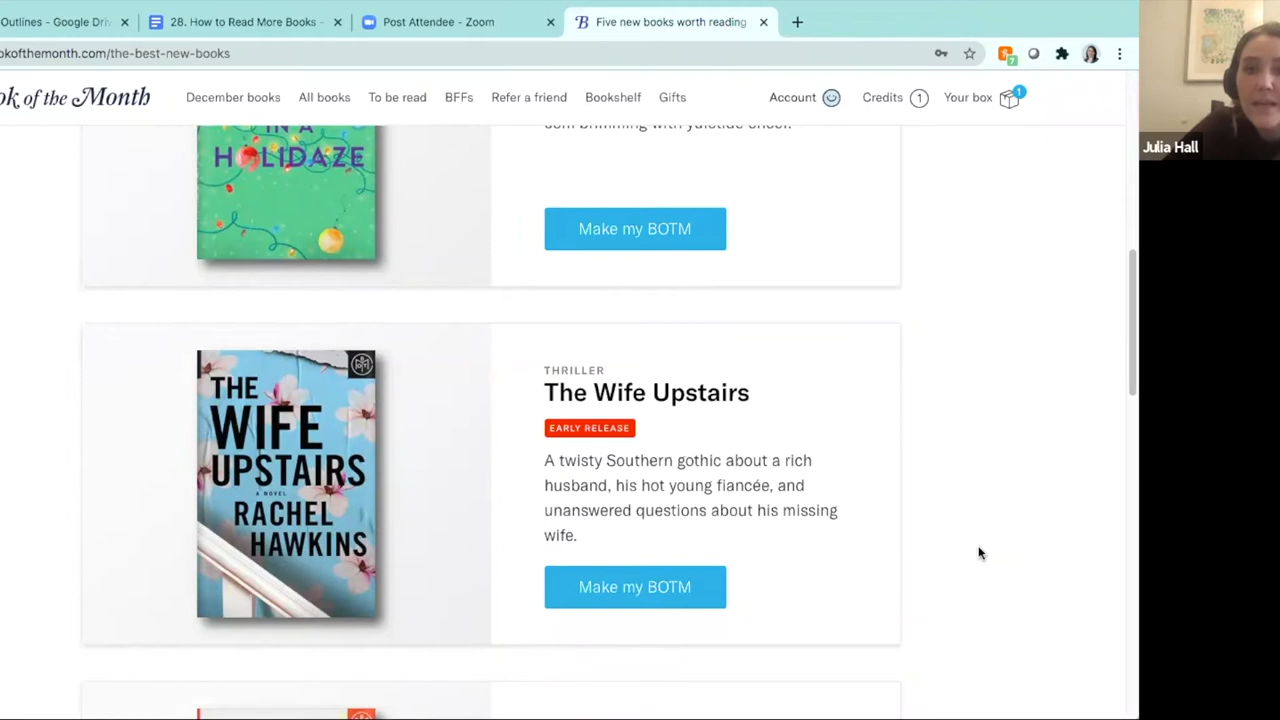 Outlines - Google Dri
28. How to Read More Books -
Post Attendee - Zoom
Five new books worth reading
okofthemonth.com/the-best-new-books
7
ok of the Month
December books
All books
To be read
BFFs
Refer a friend
Bookshelf
Gifts
Account
Credits 1
Your box 1
Julia Hall
IN A
HOLIDAZE
Make my BOTM
THE
WIFE
UPSTAIRS
A NOVEL
RACHEL
HAWKINS
THRILLER
The Wife Upstairs
EARLY RELEASE
A twisty Southern gothic about a rich
husband, his hot young fiancée, and
unanswered questions about his missing
wife.
Make my BOTM